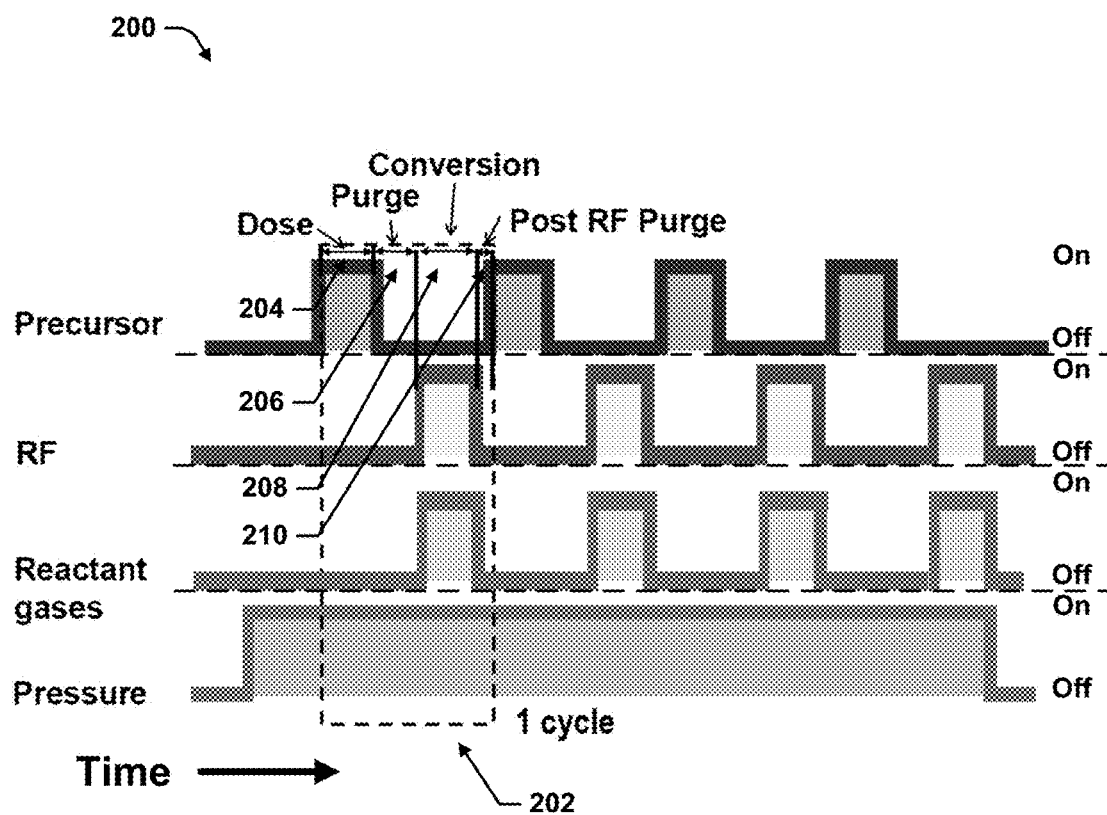 200
Conversion
Purge
Dose
Post RF Purge
On
204
Precursor
Off
On
206
RF
Off
208
On
210
Reactant
gases
Off
On
Pressure
Off
1 cycle
Time
202